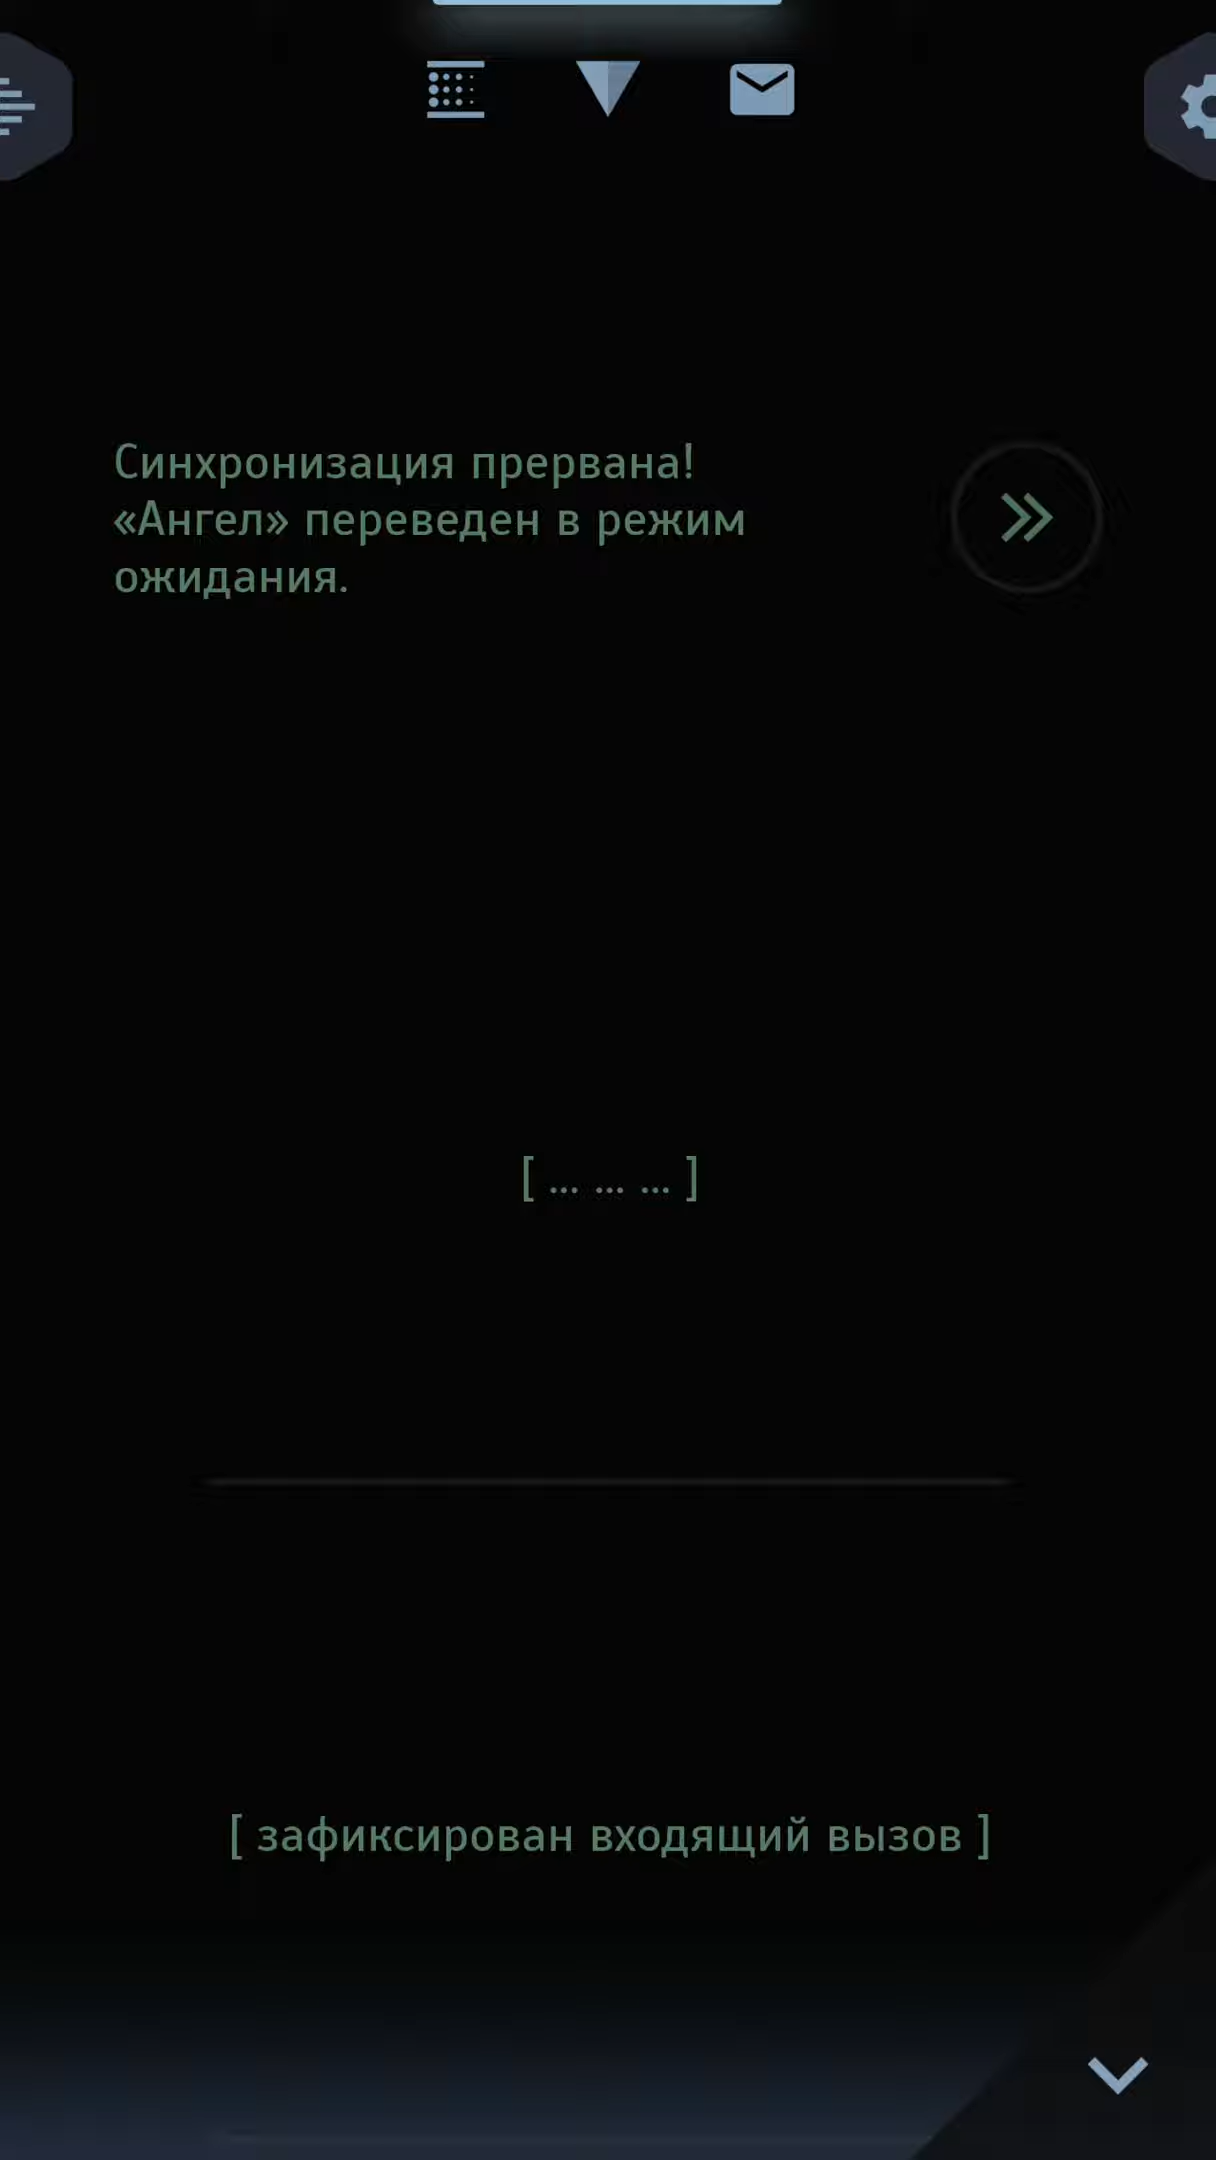 Синхронизация прервана!
«Ангел» переведен в режим
ожидания.
[ ... ... ... ]
[ зафиксирован входящий вызов ]